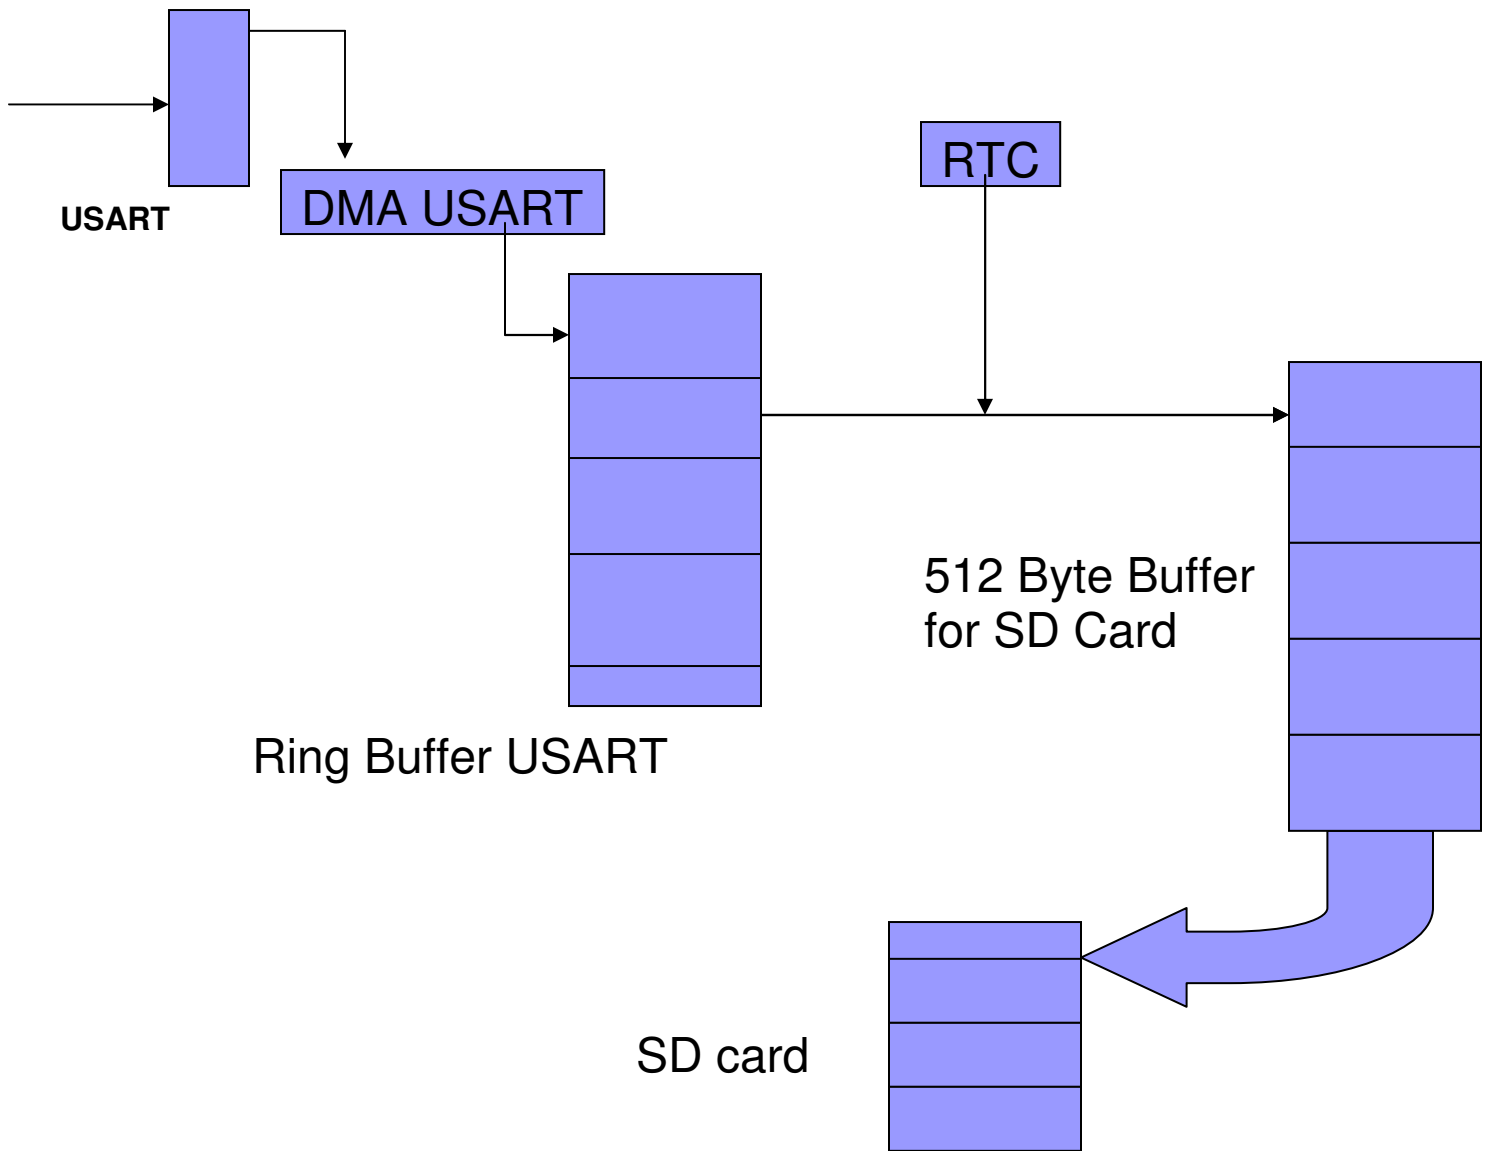 USART
DMA USART
RTC
512 Byte Buffer
for SD Card
Ring Buffer USART
SD card